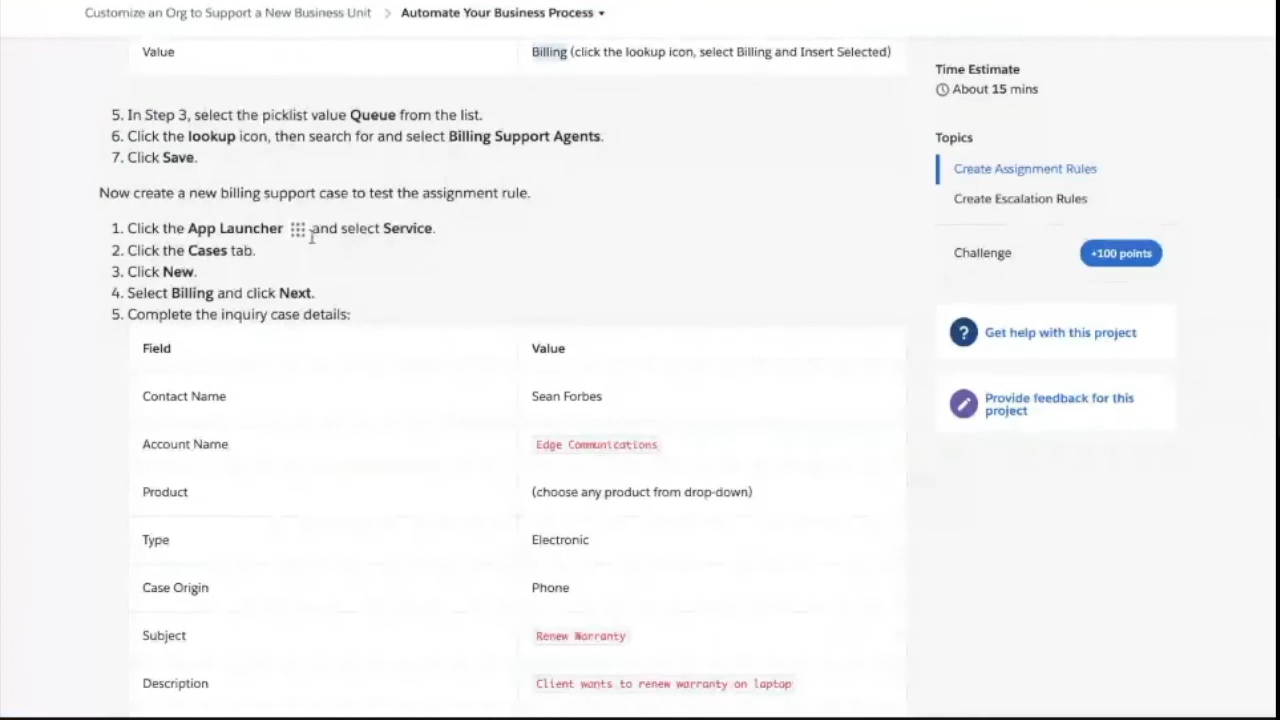 Customize an Org to Support a New Business Unit > Automate Your Business Process
Value Billing (click the lookup icon, select Billing and Insert Selected)
5. In Step 3, select the picklist value Queue from the list.
6. Click the lookup icon, then search for and select Billing Support Agents.
7. Click Save.
Now create a new billing support case to test the assignment rule.
1. Click the App Launcher and select Service.
2. Click the Cases tab.
3. Click New.
4. Select Billing and click Next.
5. Complete the inquiry case details:
Field Value
Contact Name Sean Forbes
Account Name Edge Communications
Product (choose any product from drop-down)
Type Electronic
Case Origin Phone
Subject Renew Warranty
Description Client wants to renew warranty on laptop
Time Estimate
About 15 mins
Topics
Create Assignment Rules
Create Escalation Rules
Challenge +100 points
? Get help with this project
Provide feedback for this
project